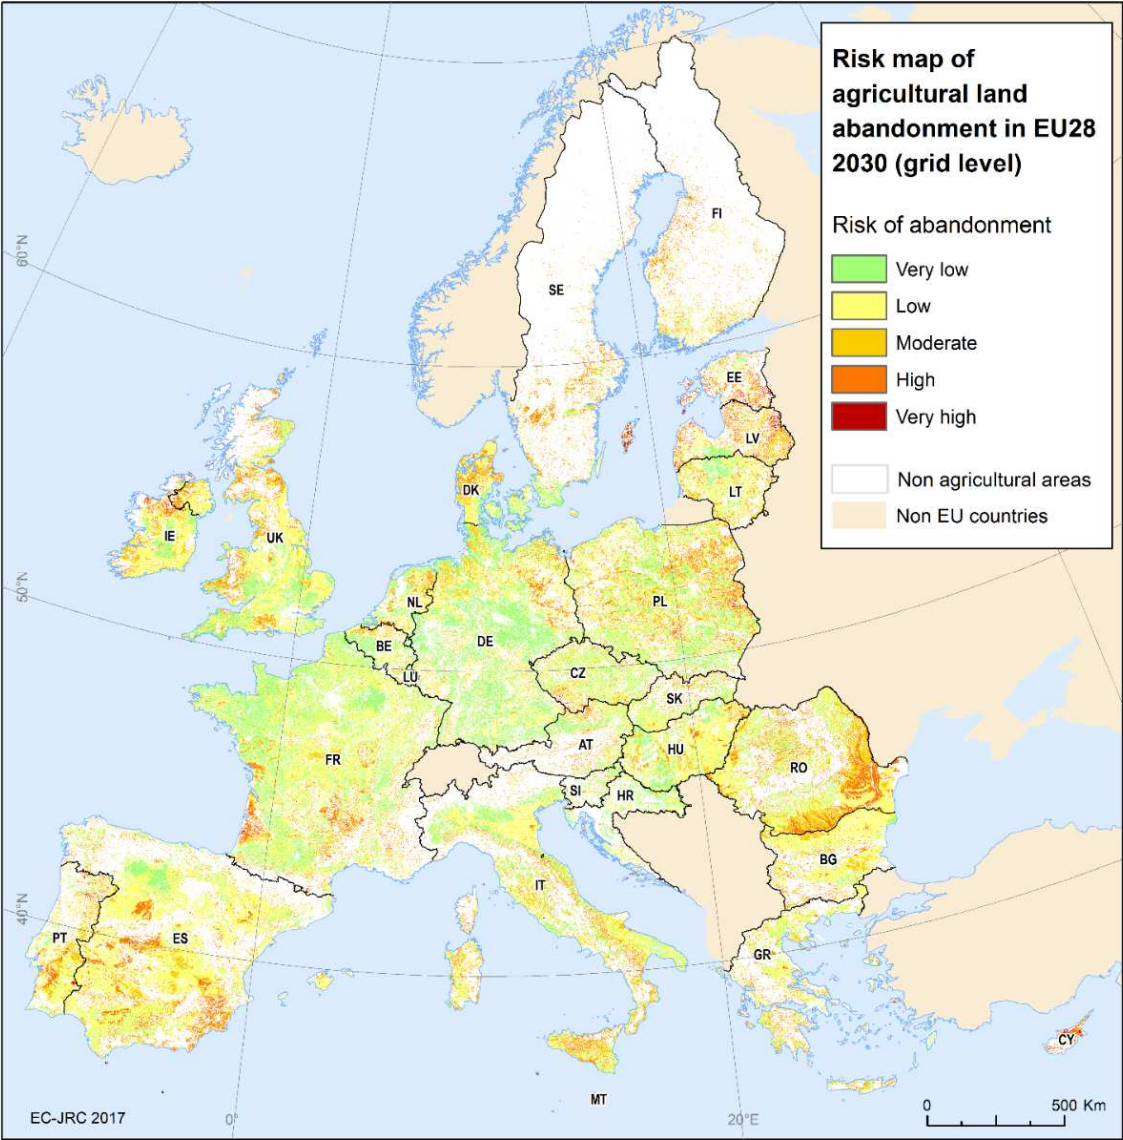 Risk map of
agricultural land
abandonment in EU28
2030 (grid level)
Risk of abandonment
Very low
Low
Moderate
High
Very high
Non agricultural areas
Non EU countries
60°N
50°N
40°N
FI
SE
EE
LV
LT
DK
IE
UK
NL
PL
BE
DE
LU
CZ
SK
FR
AT
HU
RO
SI
HR
BG
IT
PT
ES
GR
CY
MT
EC-JRC 2017
0°
20°E
0
500 Km